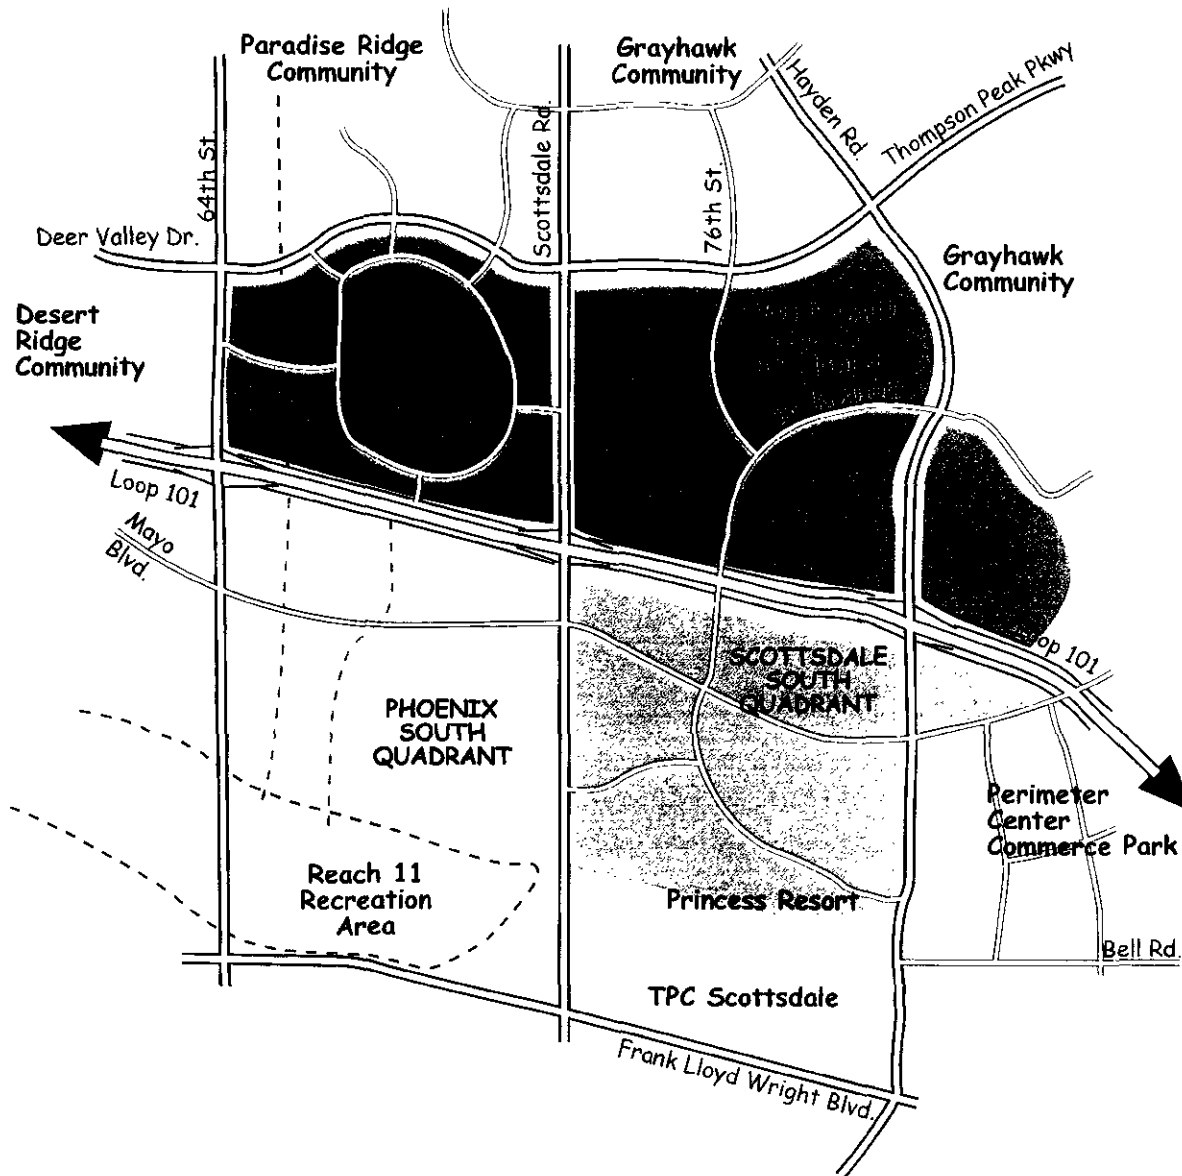 Paradise Ridge
Community
Grayhawk
Community
Hayden Rd.
Thompson Peak Pkwy
64th St.
Scottsdale Rd.
76th St.
Deer Valley Dr.
Grayhawk
Community
Desert
Ridge
Community
Loop 101
Mayo
Blvd.
Loop 101
SCOTTSDALE
SOUTH
QUADRANT
PHOENIX
SOUTH
QUADRANT
Perimeter
Center
Commerce Park
Reach 11
Recreation
Area
Princess Resort
Bell Rd.
TPC Scottsdale
Frank Lloyd Wright Blvd.